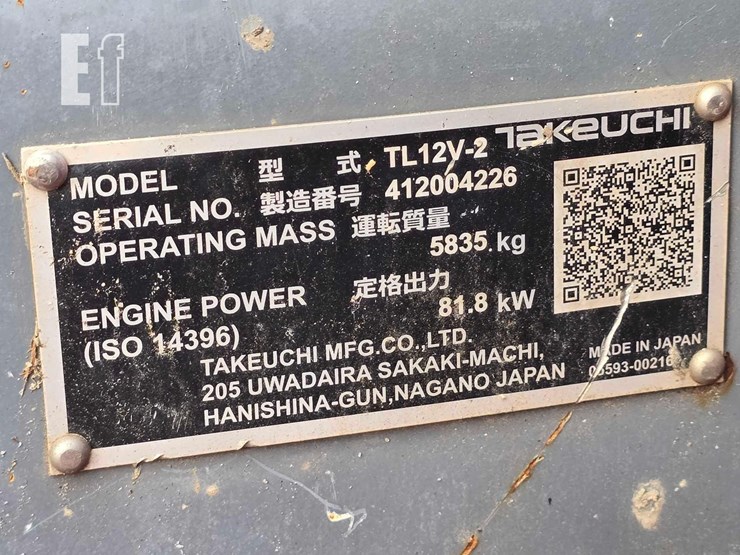 Ef
TAKEUCHI
MODEL 型式 TL12V-2
SERIAL NO. 製造番号 412004226
OPERATING MASS 運転質量
5835 kg
ENGINE POWER 定格出力
(ISO 14396) 81.8 kW
TAKEUCHI MFG.CO.,LTD.
205 UWADAIRA SAKAKI-MACHI,
HANISHINA-GUN,NAGANO JAPAN
MADE IN JAPAN